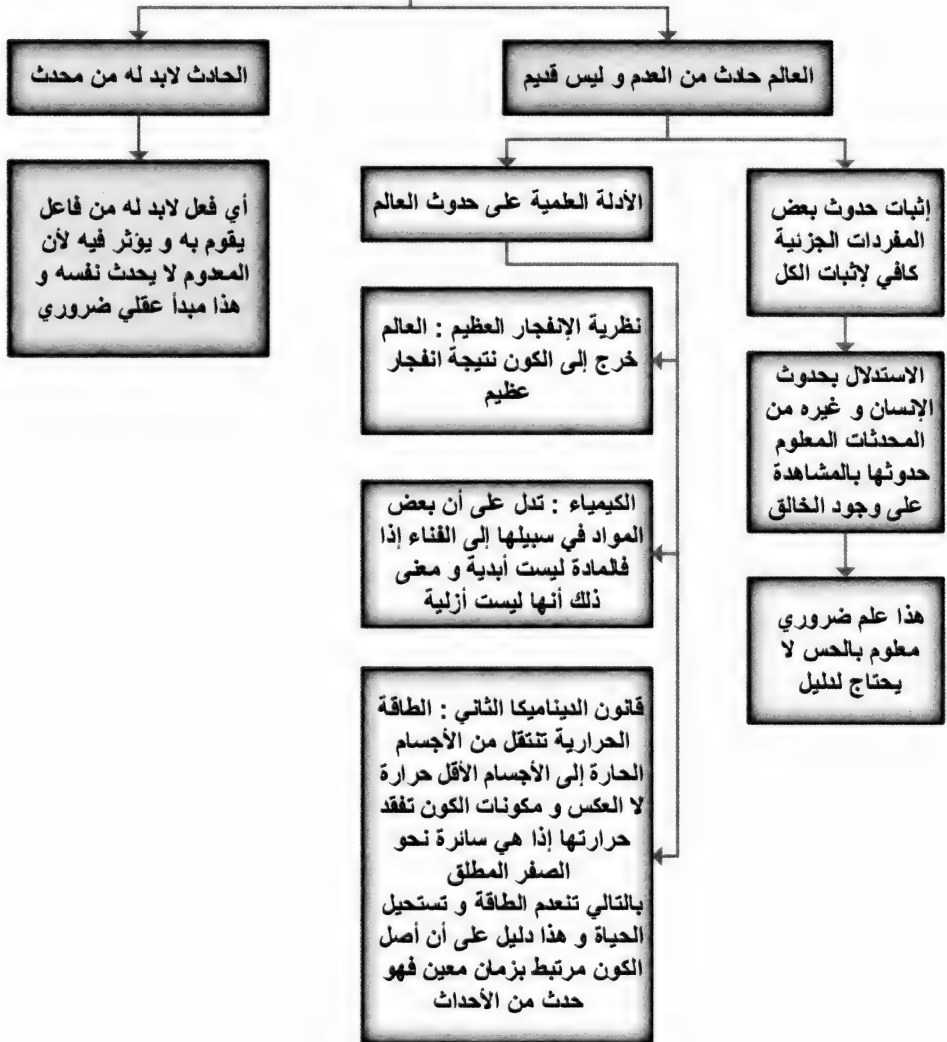 العالم حادث من العدم و ليس قديم
الحادث لابد له من محدث
إثبات حدوث بعض
المفردات الجزئية
كافي لإثبات الكل
الاستدلال بحدوث
الإنسان و غيره من
المحدثات المعلوم
حدوثها بالمشاهدة
على وجود الخالق
هذا علم ضروري
معلوم بالحس لا
يحتاج لدليل
الأدلة العلمية على حدوث العالم
نظرية الإنفجار العظيم : العالم
خرج إلى الكون نتيجة انفجار
عظيم
الكيمياء : تدل على أن بعض
المواد في سبيلها إلى الفناء إذا
فالمادة ليست أبدية و معنى
ذلك أنها ليست أزلية
قانون الديناميكا الثاني : الطاقة
الحرارية تنتقل من الأجسام
الحارة إلى الأجسام الأقل حرارة
لا العكس و مكونات الكون تفقد
حرارتها إذا هي سائرة نحو
الصفر المطلق
بالتالي تنعدم الطاقة و تستحيل
الحياة و هذا دليل على أن أصل
الكون مرتبط بزمان معين فهو
حدث من الأحداث
أي فعل لابد له من فاعل
يقوم به و يؤثر فيه لأن
المعدوم لا يحدث نفسه و
هذا مبدأ عقلي ضروري